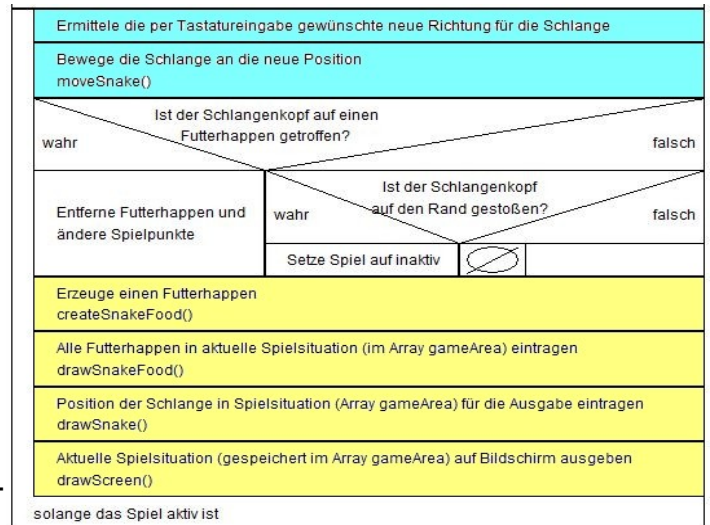 Ermittele die per Tastatureingabe gewünschte neue Richtung für die Schlange
Bewege die Schlange an die neue Position
moveSnake()
Ist der Schlangenkopf auf einen
Futterhappen getroffen?
wahr
falsch
Ist der Schlangenkopf
auf den Rand gestoßen?
Entferne Futterhappen und
ändere Spielpunkte
wahr
falsch
Setze Spiel auf inaktiv
Erzeuge einen Futterhappen
createSnakeFood()
Alle Futterhappen in aktuelle Spielsituation (im Array gameArea) eintragen
drawSnakeFood()
Position der Schlange in Spielsituation (Array gameArea) für die Ausgabe eintragen
drawSnake()
Aktuelle Spielsituation (gespeichert im Array gameArea) auf Bildschirm ausgeben
drawScreen()
solange das Spiel aktiv ist